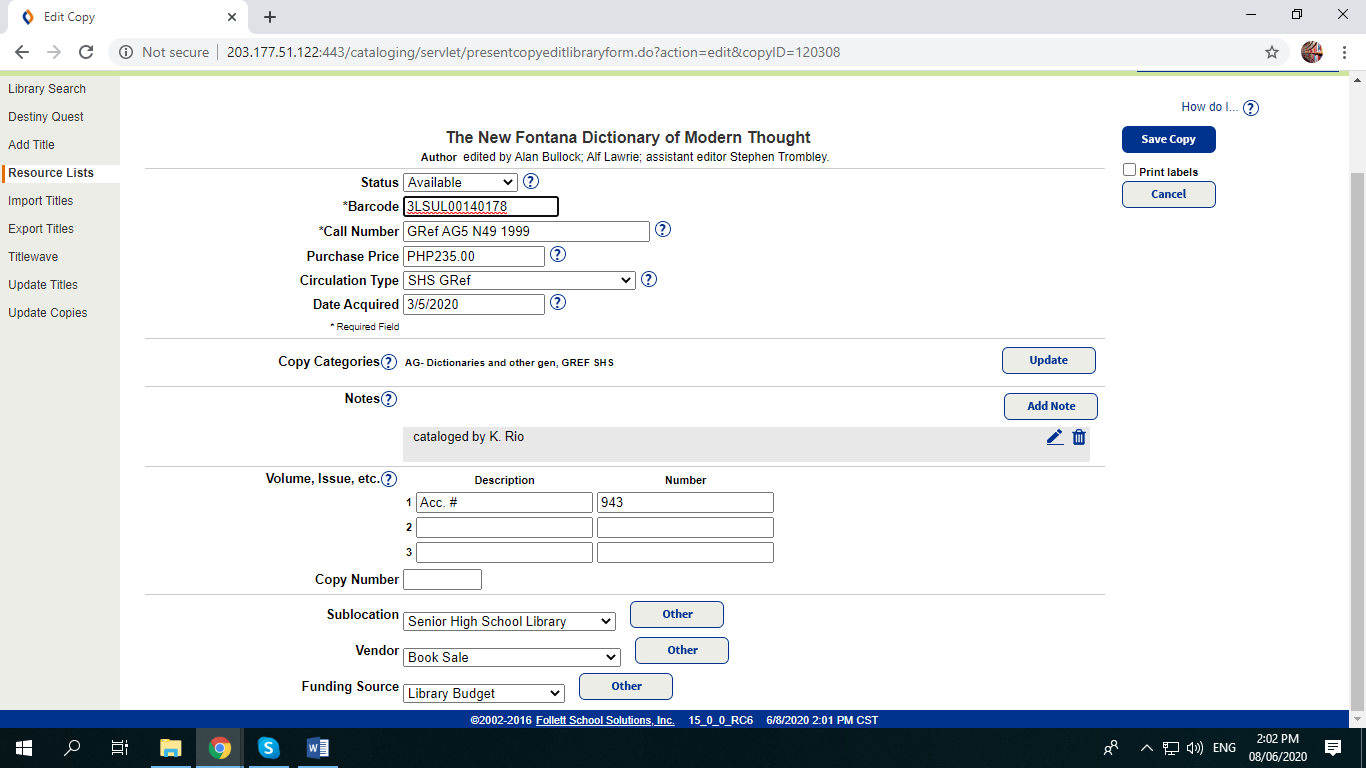 Edit Copy
Not secure 203.177.51.122:443/cataloging/servlet/presentcopyeditlibraryform.do?action=edit&copyID=120308
Library Search
Destiny Quest
Add Title
Resource Lists
Import Titles
Export Titles
Titlewave
Update Titles
Update Copies
How do I... ?
The New Fontana Dictionary of Modern Thought
Author edited by Alan Bullock; Alf Lawrie; assistant editor Stephen Trombley.
Save Copy
Print labels
Cancel
Status Available ?
*Barcode 3LSUL00140178
*Call Number GRef AG5 N49 1999 ?
Purchase Price PHP235.00 ?
Circulation Type SHS GRef ?
Date Acquired 3/5/2020 ?
* Required Field
Copy Categories ? AG- Dictionaries and other gen, GREF SHS Update
Notes ? Add Note
cataloged by K. Rio
Volume, Issue, etc. ? Description Number
1 Acc. # 943
2
3
Copy Number
Sublocation Senior High School Library Other
Vendor Book Sale Other
Funding Source Library Budget Other
©2002-2016 Follett School Solutions, Inc. 15_0_0_RC6 6/8/2020 2:01 PM CST
ENG 2:02 PM
08/06/2020